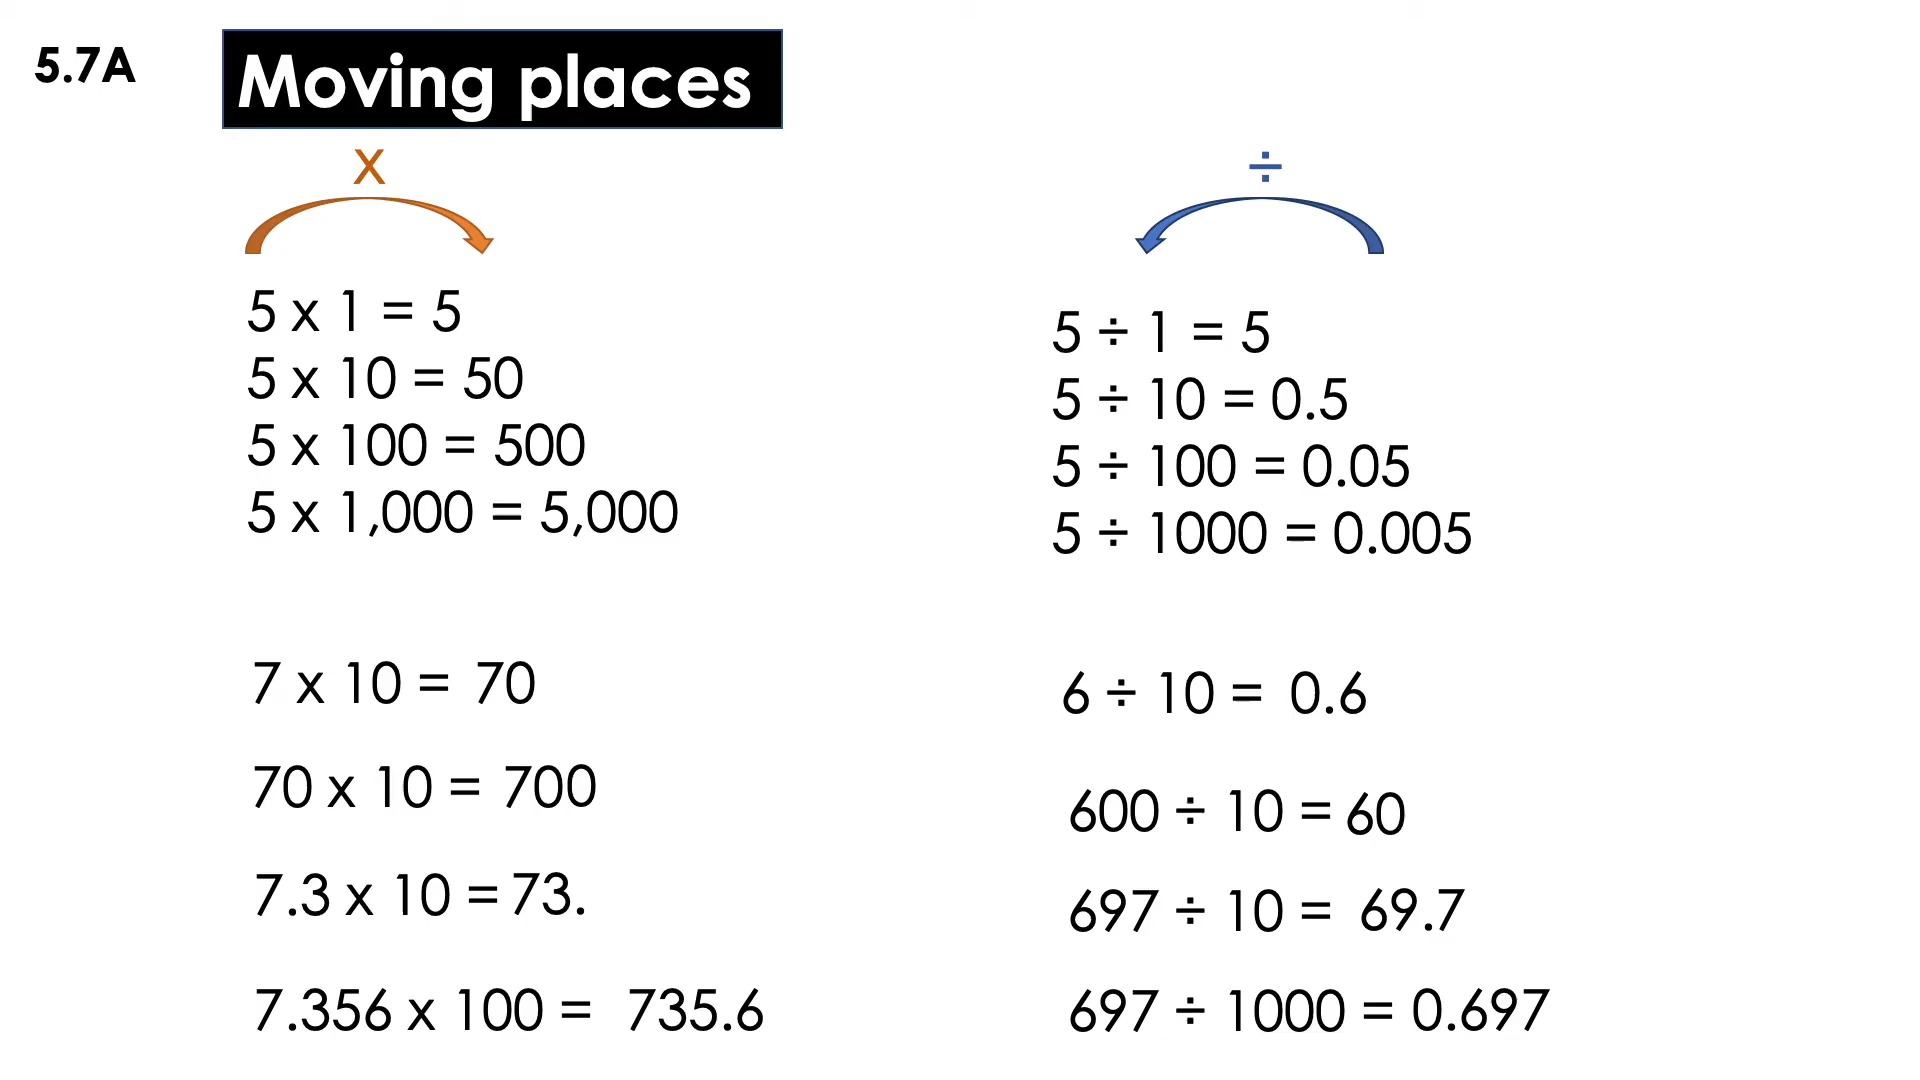 5.7A
Moving places
x
5 x 1 = 5
5 x 10 = 50
5 x 100 = 500
5 x 1,000 = 5,000
7 x 10 = 70
70 x 10 = 700
7.3 x 10 = 73.
7.356 x 100 = 735.6
÷
5 ÷ 1 = 5
5 ÷ 10 = 0.5
5 ÷ 100 = 0.05
5 ÷ 1000 = 0.005
6 ÷ 10 = 0.6
600 ÷ 10 = 60
697 ÷ 10 = 69.7
697 ÷ 1000 = 0.697